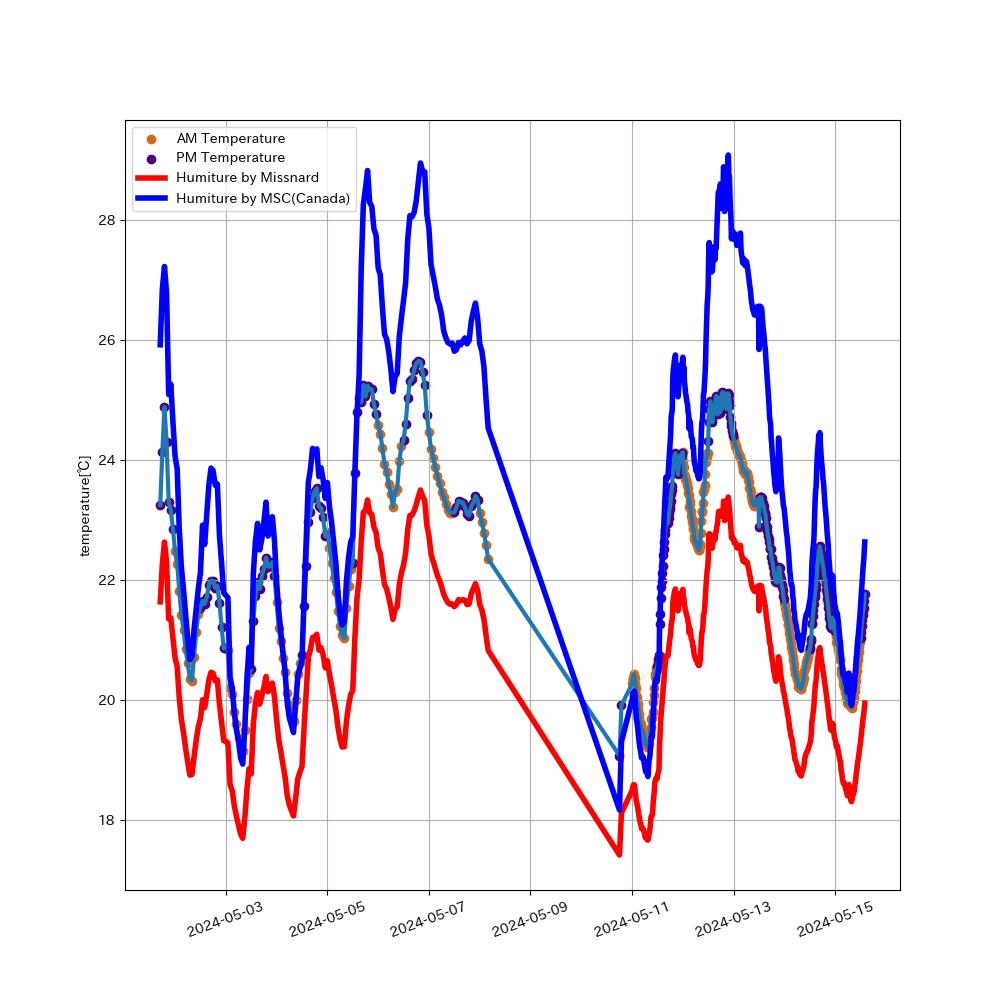 AM Temperature
PM Temperature
Humiture by Missnard
Humiture by MSC(Canada)
28
26
24
22
20
18
temperature[℃]
2024-05-03
2024-05-05
2024-05-07
2024-05-09
2024-05-11
2024-05-13
2024-05-15